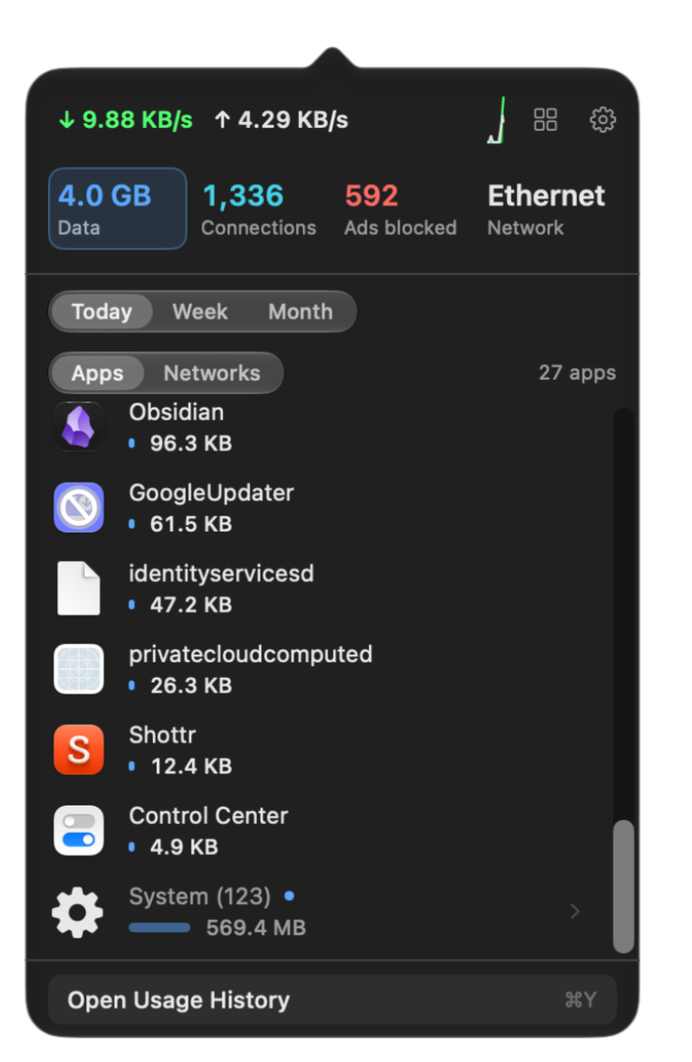 ↓ 9.88 KB/s ↑ 4.29 KB/s
4.0 GB 1,336 592 Ethernet
Data Connections Ads blocked Network
Today Week Month
Apps Networks 27 apps
Obsidian
96.3 KB
GoogleUpdater
61.5 KB
identityservicesd
47.2 KB
privatecloudcomputed
26.3 KB
S
Shottr
12.4 KB
Control Center
4.9 KB
System (123)
569.4 MB
Open Usage History ⌘Y